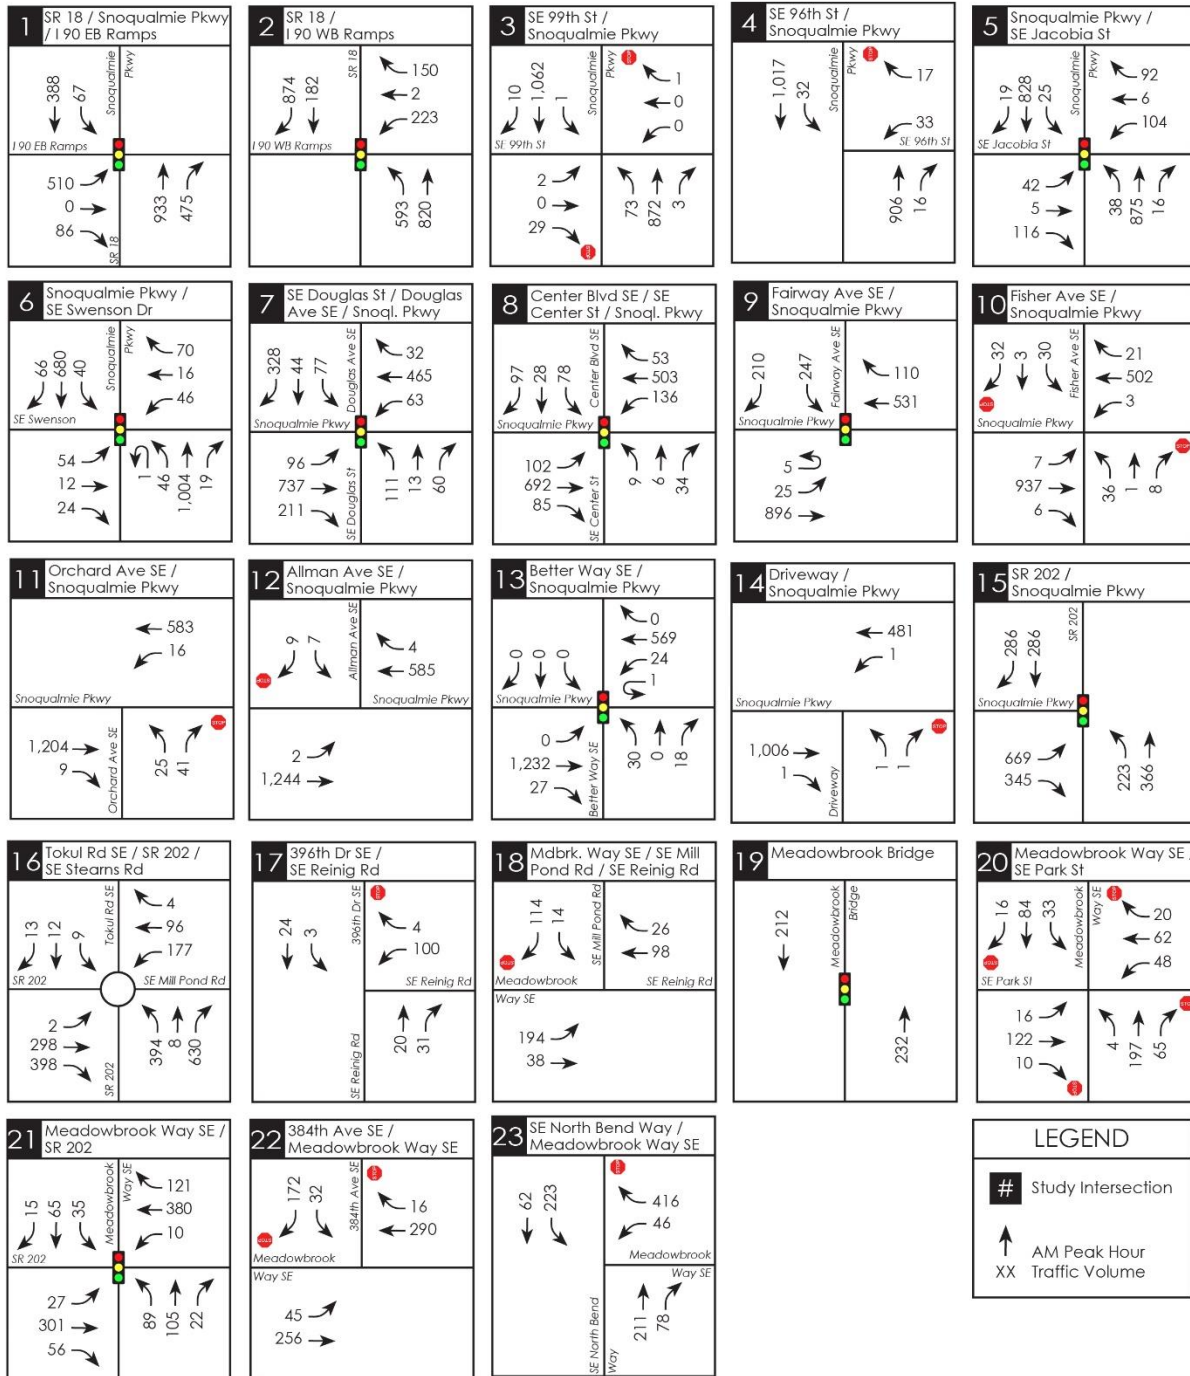 1 SR 18 / Snoqualmie Pkwy
/ I 90 EB Ramps
388 67
Snoqualmie Pkwy
I 90 EB Ramps
510
0
86
SR 18
933 475
2 SR 18 /
I 90 WB Ramps
874 182
SR 18
150
2
223
I 90 WB Ramps
593 820
3 SE 99th St /
Snoqualmie Pkwy
10 1,062 1
Snoqualmie Pkwy
STOP
1
0
0
SE 99th St
2
0
29
STOP
73 872 3
4 SE 96th St /
Snoqualmie Pkwy
1,017 32
Snoqualmie Pkwy
STOP
17
33
SE 96th St
906 16
5 Snoqualmie Pkwy /
SE Jacobia St
19 828 25
Snoqualmie Pkwy
92
6
104
SE Jacobia St
42
5
116
38 875 16
6 Snoqualmie Pkwy /
SE Swenson Dr
66 680 40
Snoqualmie Pkwy
70
16
46
SE Swenson
54
12
24
1 46 1,004 19
7 SE Douglas St / Douglas
Ave SE / Snoql. Pkwy
328 44 77
Douglas Ave SE
32
465
63
Snoqualmie Pkwy
96
737
211
SE Douglas St
111 13 60
8 Center Blvd SE / SE
Center St / Snoql. Pkwy
97 28 78
Center Blvd SE
53
503
136
Snoqualmie Pkwy
102
692
85
SE Center St
9 6 34
9 Fairway Ave SE /
Snoqualmie Pkwy
210 247
Fairway Ave SE
110
531
Snoqualmie Pkwy
5
25
896
10 Fisher Ave SE /
Snoqualmie Pkwy
32 3 30
Fisher Ave SE
21
502
3
STOP
Snoqualmie Pkwy
7
937
6
36 1 8
STOP
11 Orchard Ave SE /
Snoqualmie Pkwy
583
16
Snoqualmie Pkwy
1,204
9
Orchard Ave SE
25 41
STOP
12 Allman Ave SE /
Snoqualmie Pkwy
9 7
Allman Ave SE
4
585
STOP
Snoqualmie Pkwy
2
1,244
13 Better Way SE /
Snoqualmie Pkwy
0 0 0
0
569
24
1
Snoqualmie Pkwy
0
1,232
27
Better Way SE
30 0 18
14 Driveway /
Snoqualmie Pkwy
481
1
Snoqualmie Pkwy
1,006
1
Driveway
1 1
STOP
15 SR 202 /
Snoqualmie Pkwy
286 286
SR 202
Snoqualmie Pkwy
669
345
223 366
16 Tokul Rd SE / SR 202 /
SE Stearns Rd
13 12 9
Tokul Rd SE
4
96
177
SR 202
SE Mill Pond Rd
2
298
398
SR 202
394 8 630
17 396th Dr SE /
SE Reinig Rd
24 3
396th Dr SE
STOP
4
100
SE Reinig Rd
SE Reinig Rd
20 31
18 Mdbrk. Way SE / SE Mill
Pond Rd / SE Reinig Rd
114 14
SE Mill Pond Rd
26
98
STOP
Meadowbrook
Way SE
SE Reinig Rd
194
38
19 Meadowbrook Bridge
212
Meadowbrook Bridge
232
20 Meadowbrook Way SE /
SE Park St
16 84 33
Meadowbrook Way SE
STOP
20
62
48
STOP
SE Park St
16
122
10
STOP
4 197 65
STOP
21 Meadowbrook Way SE /
SR 202
15 65 35
Meadowbrook Way SE
121
380
10
SR 202
27
301
56
89 105 22
22 384th Ave SE /
Meadowbrook Way SE
172 32
384th Ave SE
STOP
16
290
STOP
Meadowbrook
Way SE
45
256
23 SE North Bend Way /
Meadowbrook Way SE
62 223
STOP
416
46
Meadowbrook
Way SE
SE North Bend
Way
211 78
LEGEND
# Study Intersection
AM Peak Hour
XX Traffic Volume